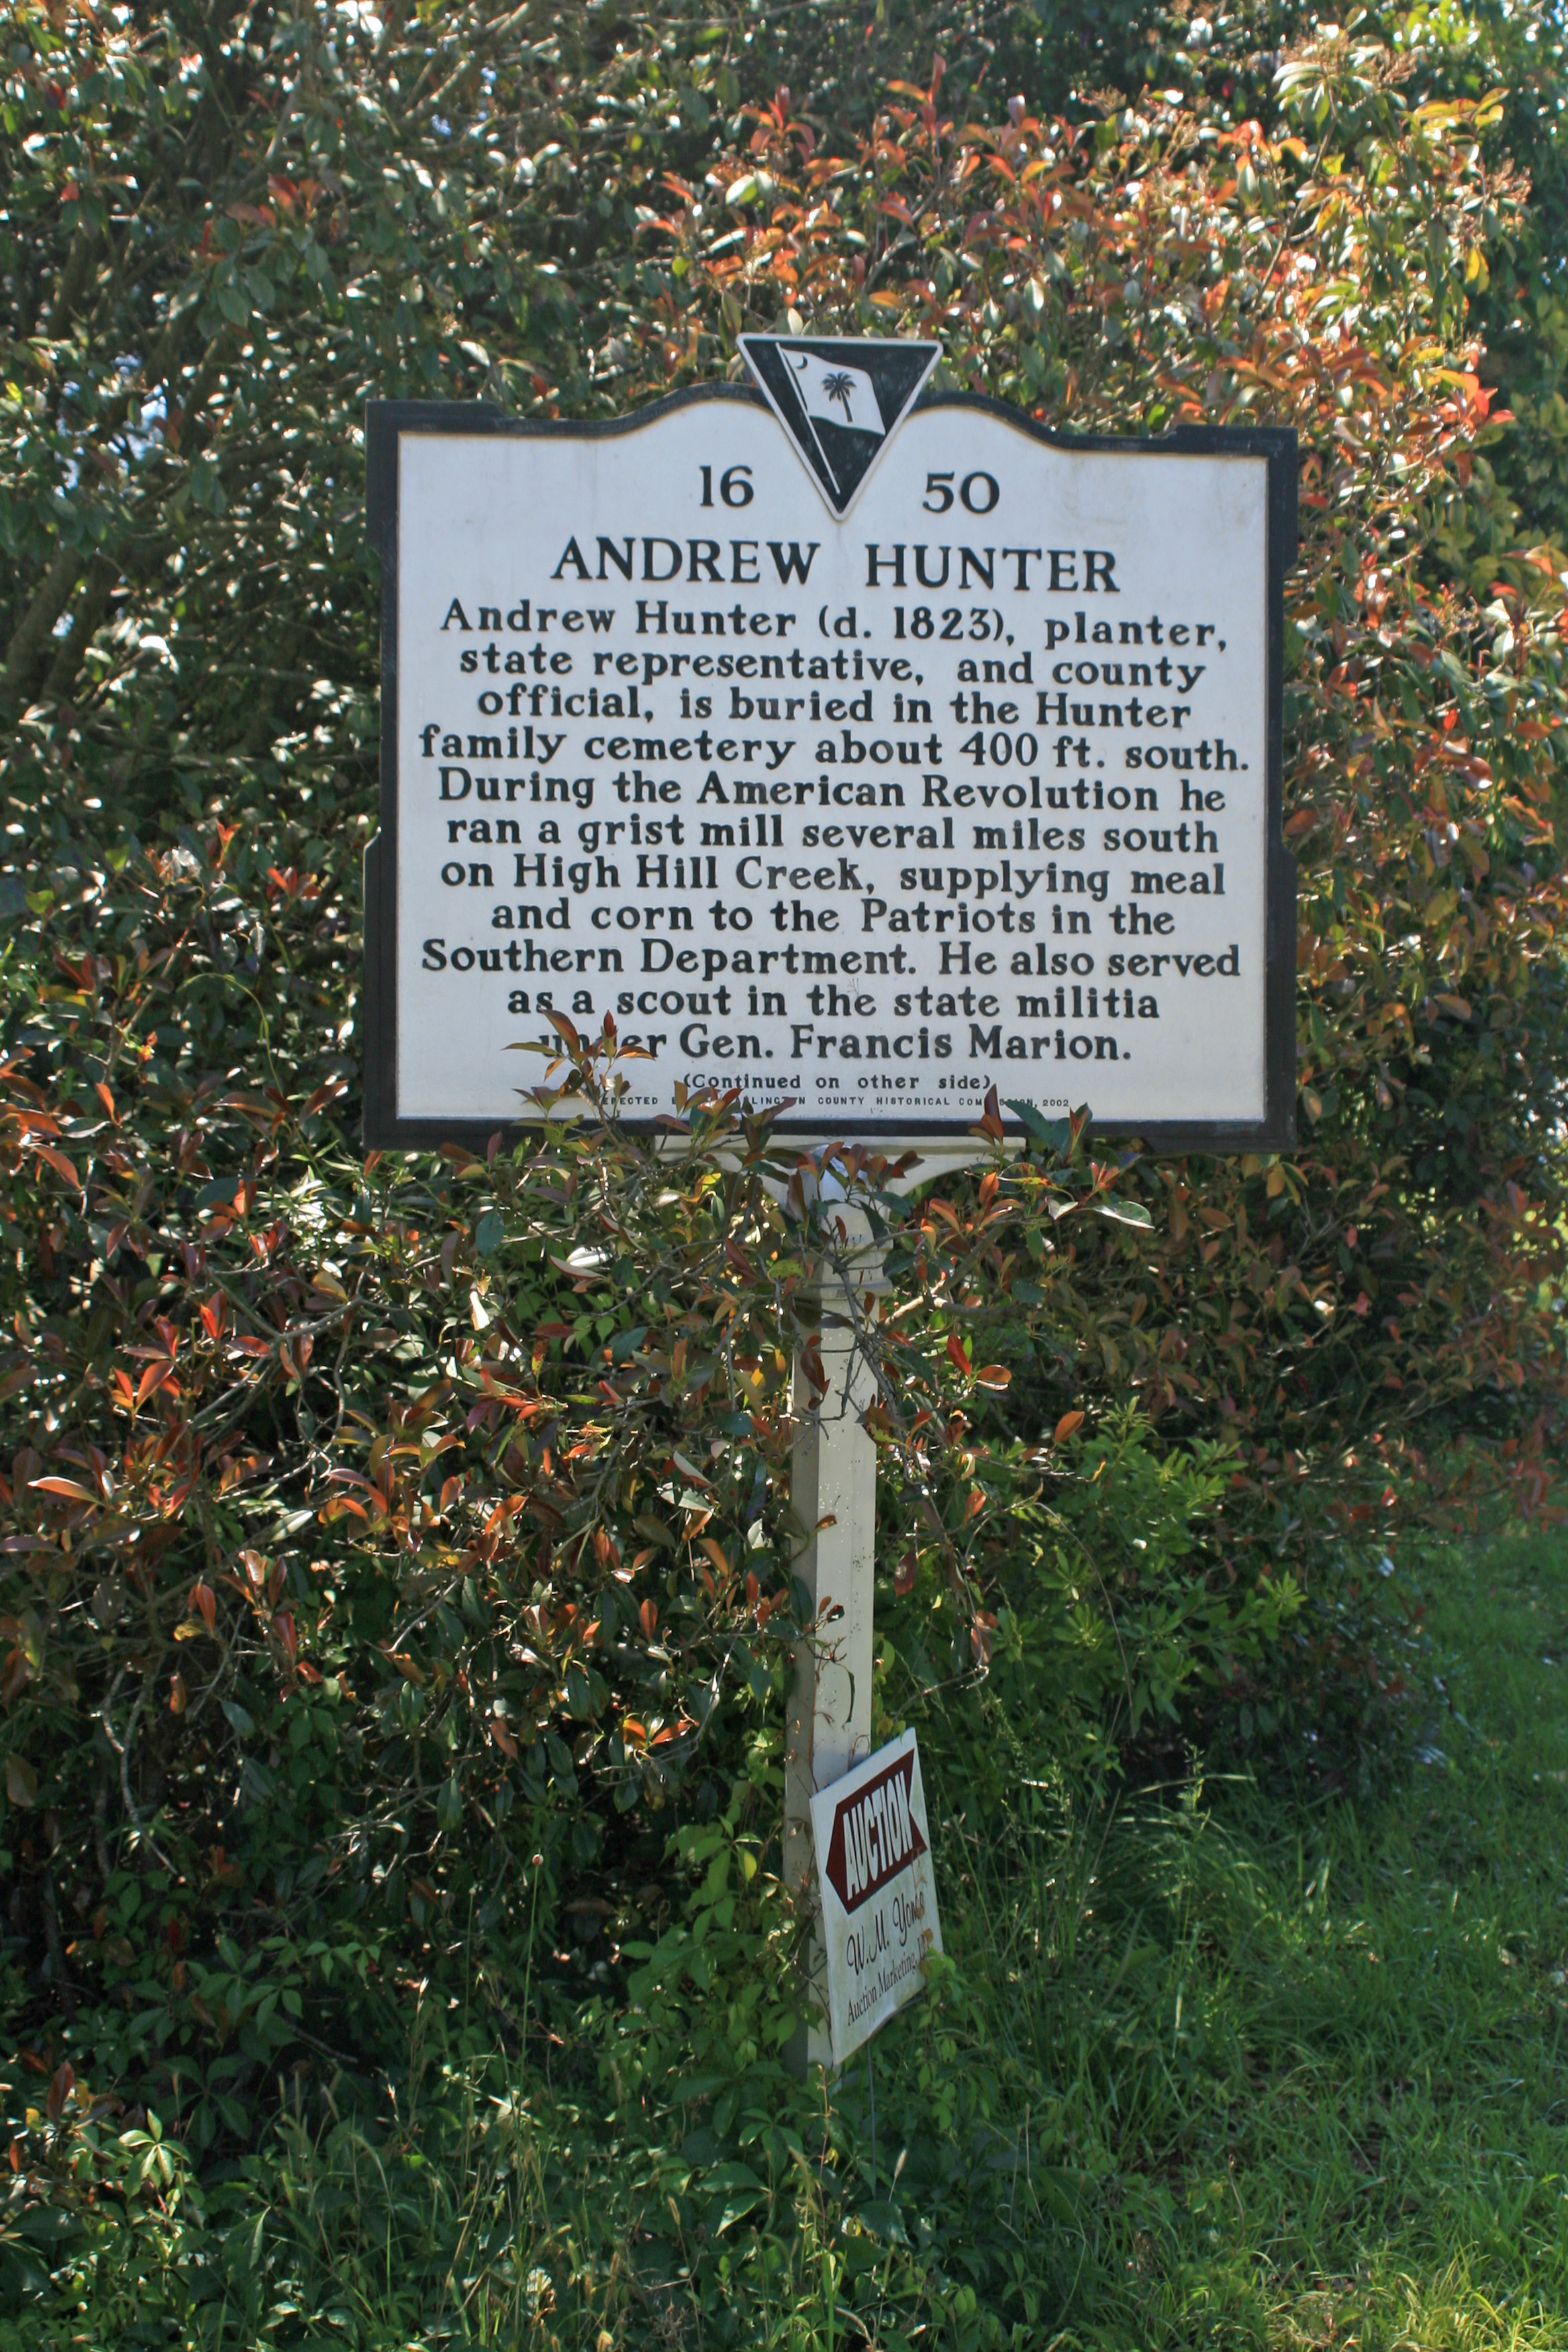 16 50
ANDREW HUNTER
Andrew Hunter (d. 1823), planter,
state representative, and county
official, is buried in the Hunter
family cemetery about 400 ft. south.
During the American Revolution he
ran a grist mill several miles south
on High Hill Creek, supplying meal
and corn to the Patriots in the
Southern Department. He also served
as a scout in the state militia
under Gen. Francis Marion.
(Continued on other side)
ERECTED COUNTY HISTORICAL COMMISSION, 2002
AUCTION
W.M. 
Auction Marketing,